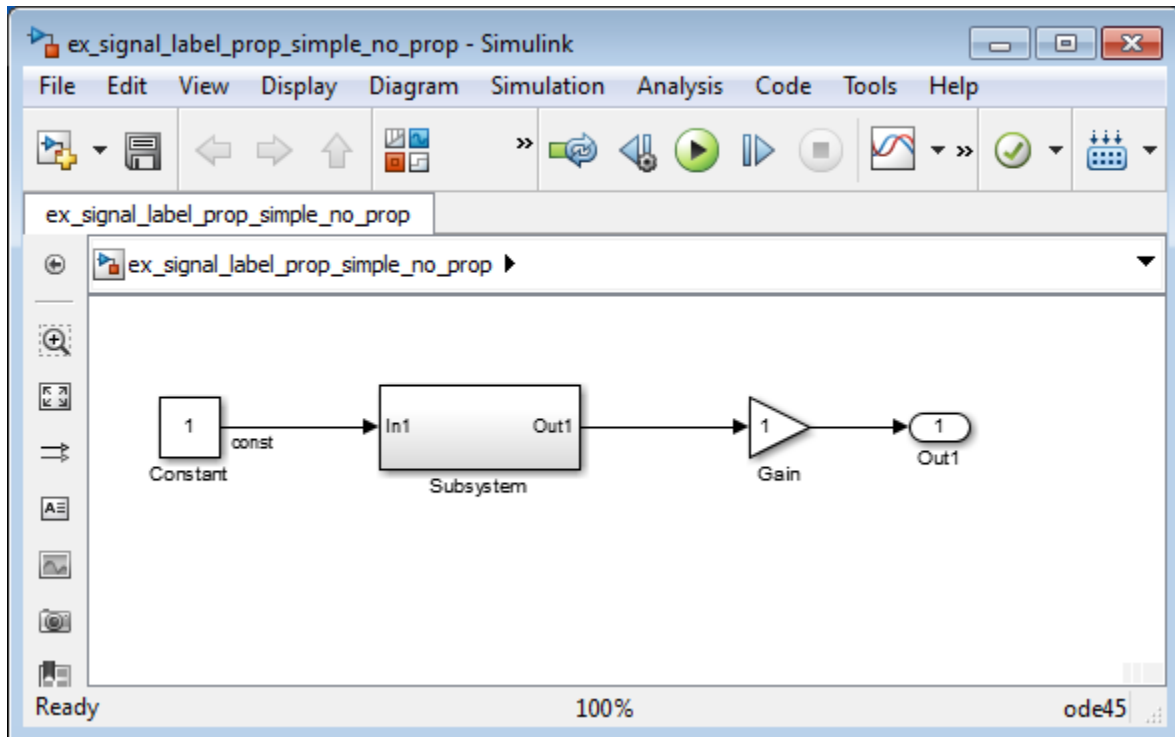 ex_signal_label_prop_simple_no_prop - Simulink
File Edit View Display Diagram Simulation Analysis Code Tools Help
ex_signal_label_prop_simple_no_prop
ex_signal_label_prop_simple_no_prop
1
const
Constant
In1 Out1
Subsystem
1
Gain
1
Out1
Ready 100% ode45